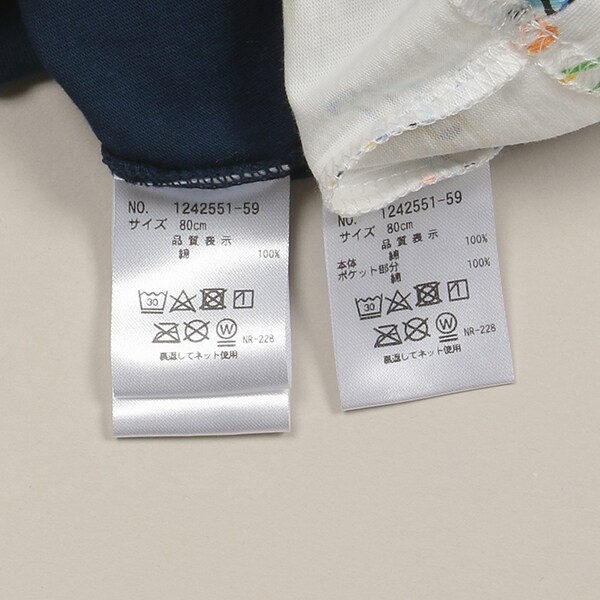 NO. 1242551-59
サイズ 80cm
品質表示
綿 100%
30
NR-228
W
裏返してネット使用
NO. 1242551-59
サイズ 80cm
品質表示
本体 綿 100%
ポケット部分 綿 100%
30
W
NR-228
裏返してネット使用